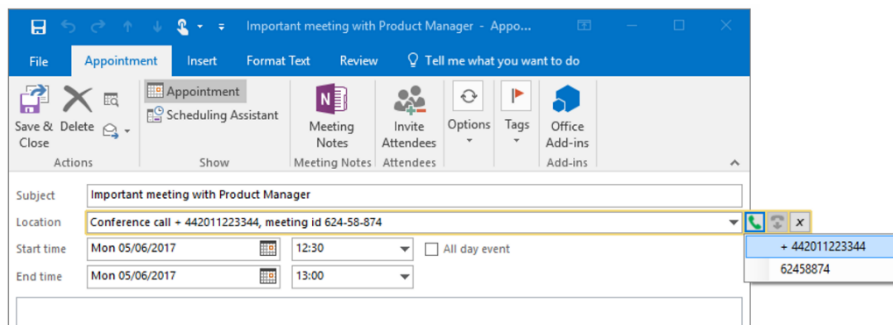 Important meeting with Product Manager - Appo...
File Appointment Insert Format Text Review Tell me what you want to do
Save & Close
Delete
Appointment
Scheduling Assistant
Meeting Notes
Invite Attendees
Options
Tags
Office Add-ins
Actions Show Meeting Notes Attendees Add-ins
Subject Important meeting with Product Manager
Location Conference call + 442011223344, meeting id 624-58-874 x
+ 442011223344
Start time Mon 05/06/2017 12:30 All day event
62458874
End time Mon 05/06/2017 13:00